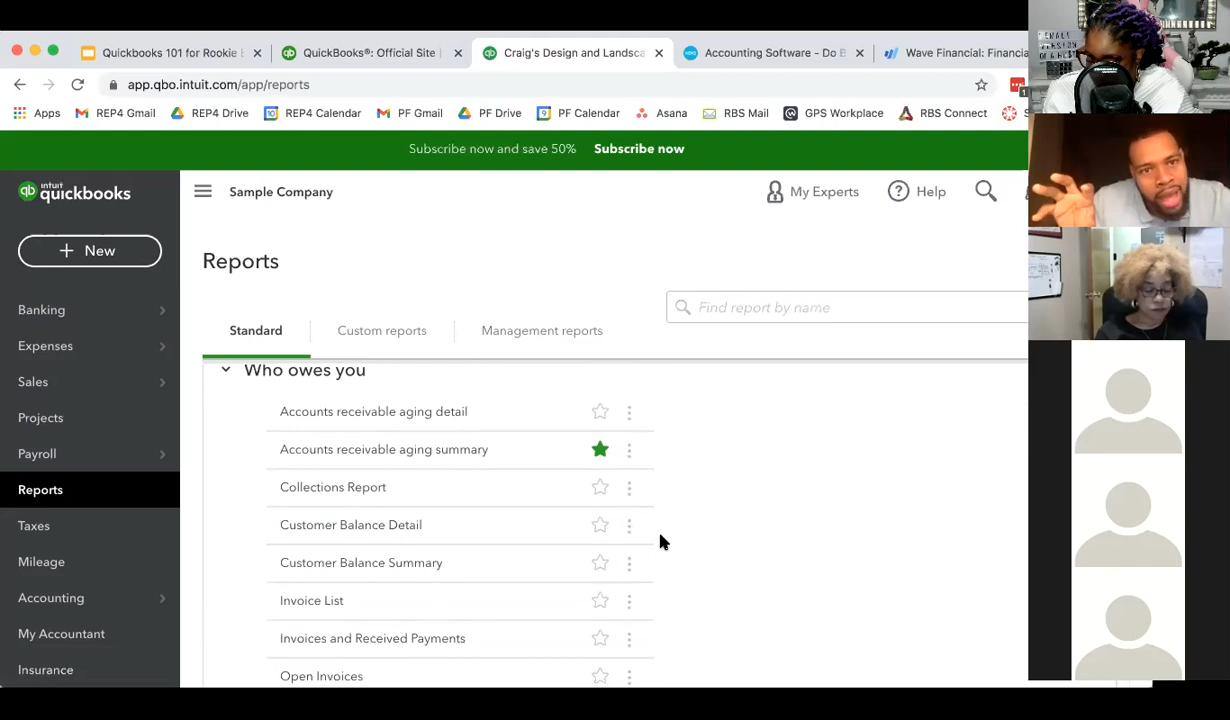 Quickbooks 101 for Rookie
QuickBooks®: Official Site
Craig's Design and Landsca
Accounting Software - Do B
Wave Financial: Financia
app.qbo.intuit.com/app/reports
1
Apps
REP4 Gmail
REP4 Drive
REP4 Calendar
PF Gmail
PF Drive
PF Calendar
Asana
RBS Mail
GPS Workplace
RBS Connect
S
Subscribe now and save 50% Subscribe now
intuit
quickbooks
Sample Company
My Experts
Help
+ New
Reports
Find report by name
Standard
Custom reports
Management reports
Banking
Expenses
Sales
Projects
Payroll
Reports
Taxes
Mileage
Accounting
My Accountant
Insurance
Who owes you
Accounts receivable aging detail
Accounts receivable aging summary
Collections Report
Customer Balance Detail
Customer Balance Summary
Invoice List
Invoices and Received Payments
Open Invoices